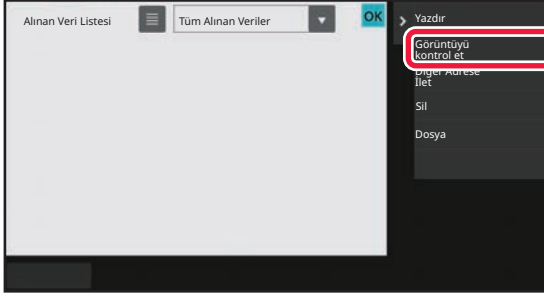 Alınan Veri Listesi
Tüm Alınan Veriler
OK
Yazdır
Görüntüyü
kontrol et
Diğer Adrese
İlet
Sil
Dosya